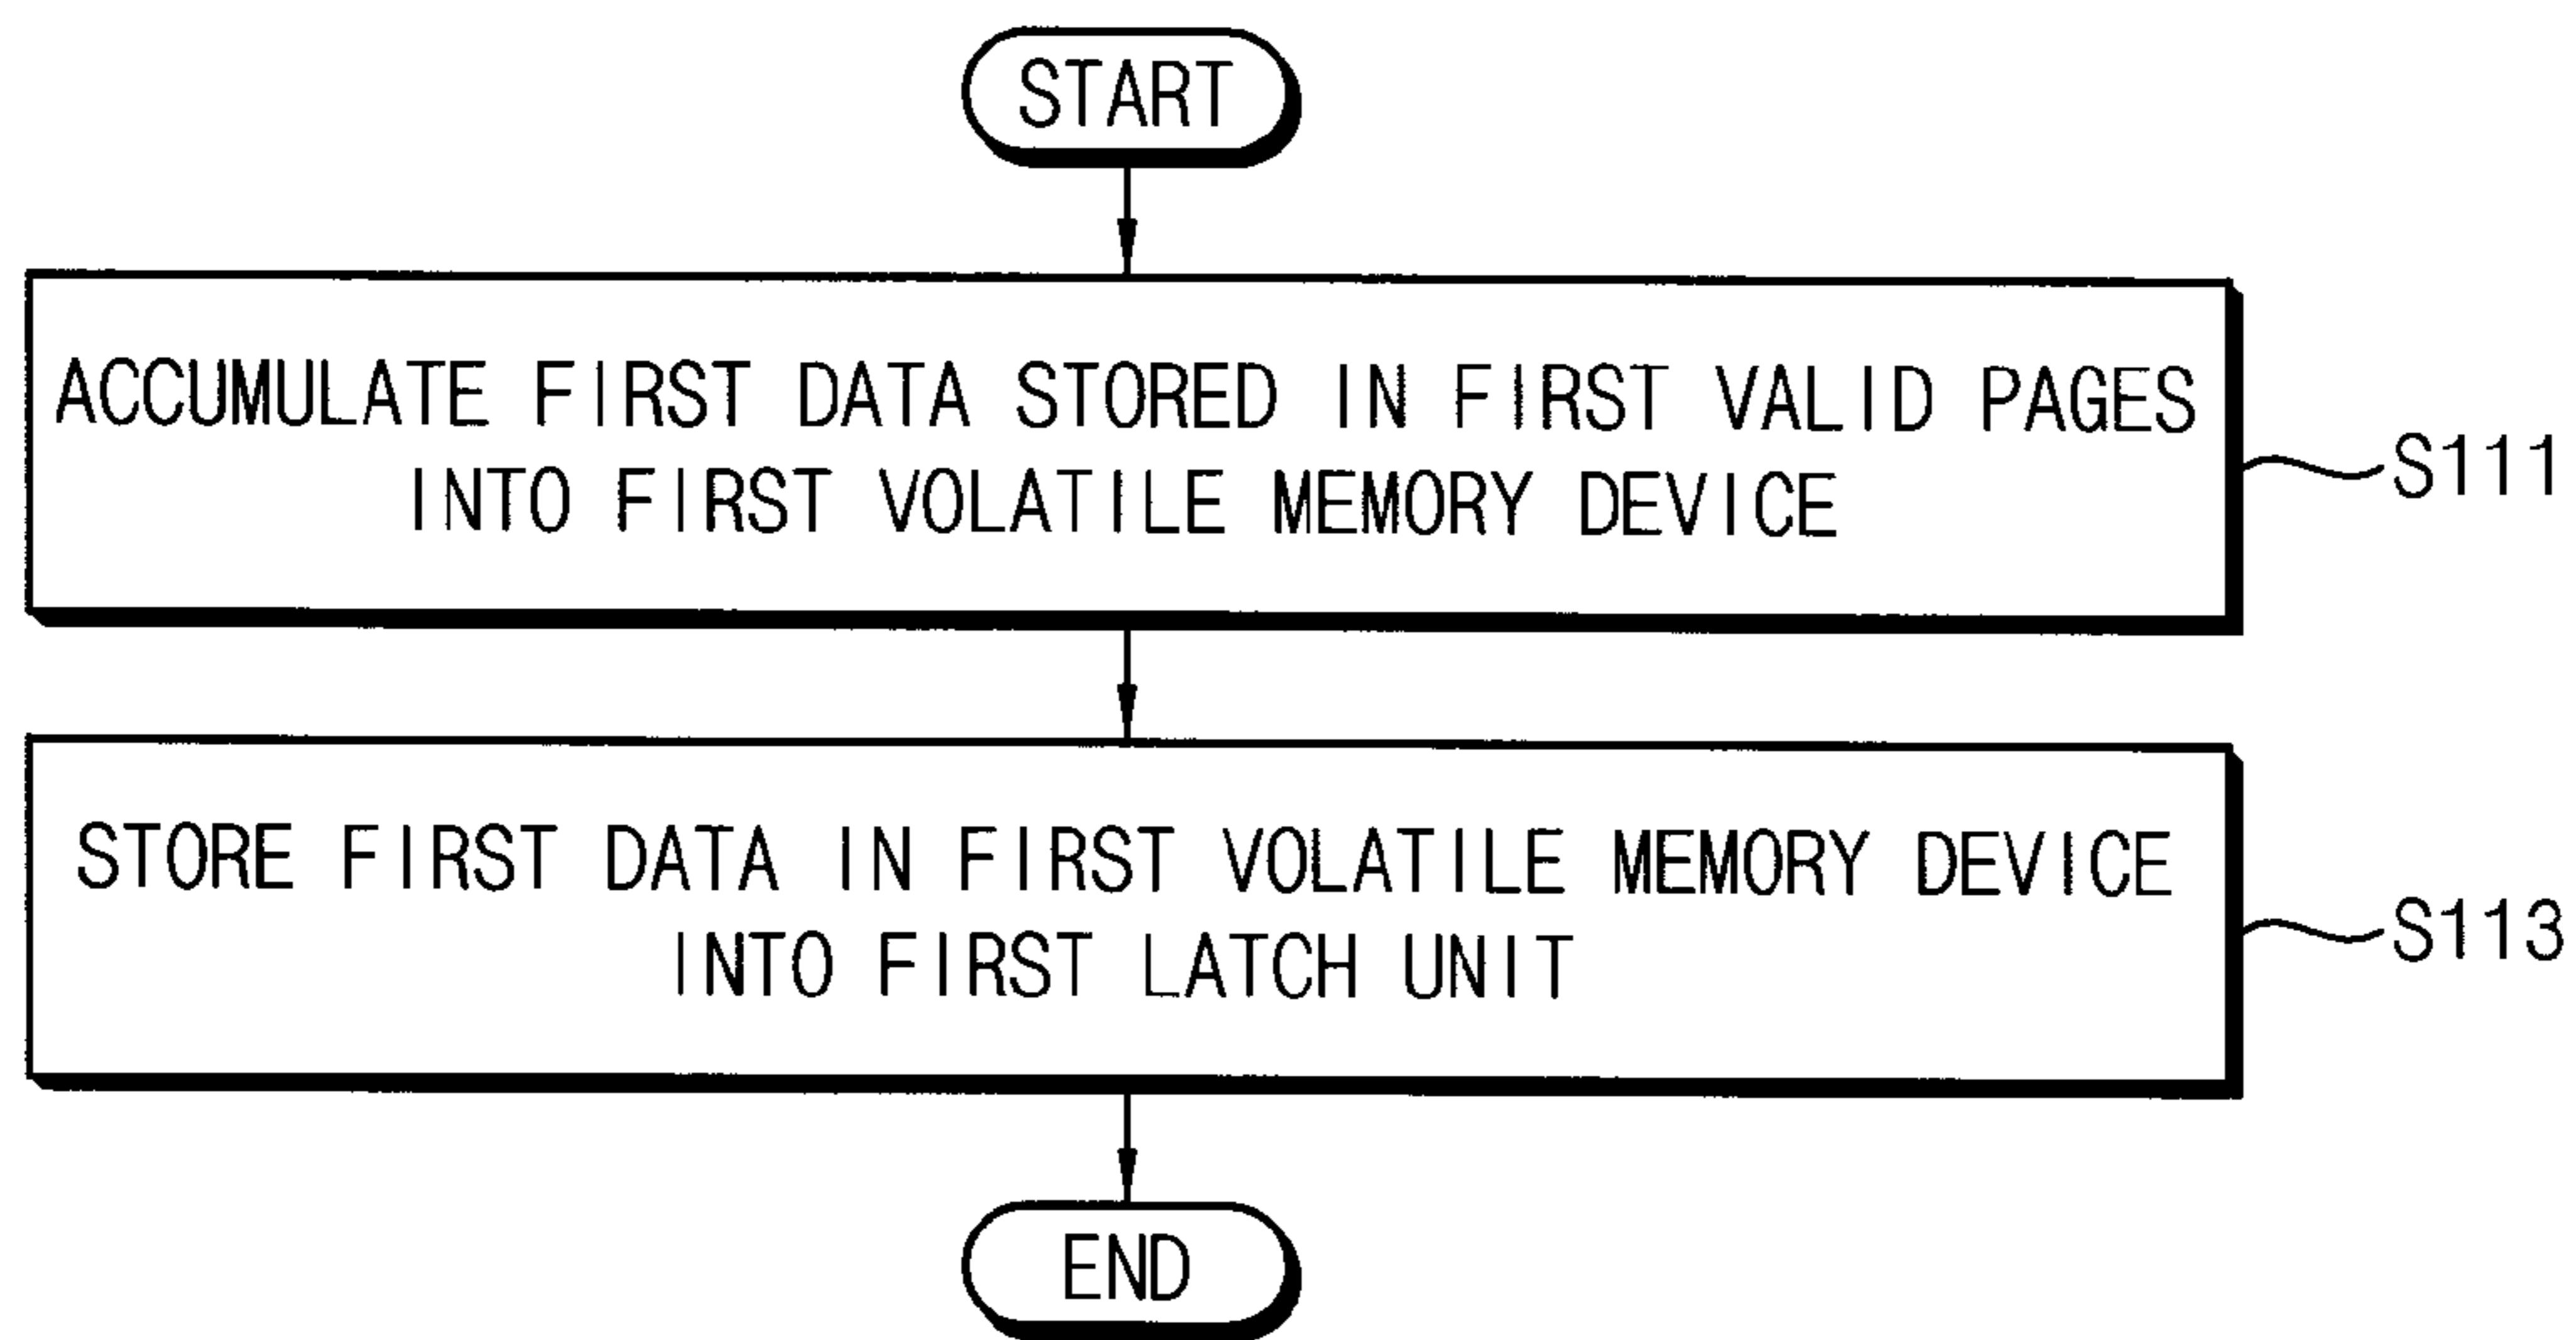 START
ACCUMULATE FIRST DATA STORED IN FIRST VALID PAGES
INTO FIRST VOLATILE MEMORY DEVICE
S111
STORE FIRST DATA IN FIRST VOLATILE MEMORY DEVICE
INTO FIRST LATCH UNIT
S113
END